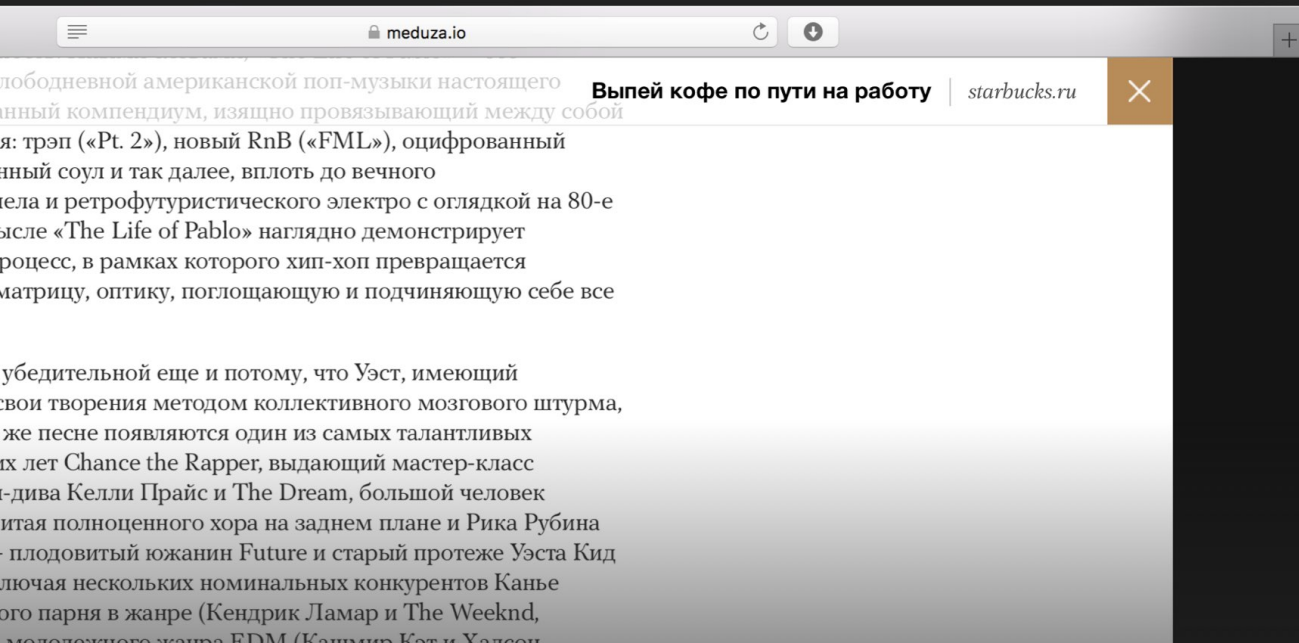 meduza.io
Выпей кофе по пути на работу
starbucks.ru
американской поп-музыки настоящего
компендиум, изящно провязывающий между собой
я: трэп («Pt. 2»), новый RnB («FML»), оцифрованный
нный соул и так далее, вплоть до вечного
и ретрофутуристического электро с оглядкой на 80-е
«The Life of Pablo» наглядно демонстрирует
в рамках которого хип-хоп превращается
матрицу, оптику, поглощающую и подчиняющую себе все
убедительной еще и потому, что Уэст, имеющий
свои творения методом коллективного мозгового штурма,
же песне появляются один из самых талантливых
их лет Chance the Rapper, выдающий мастер-класс
-дива Келли Прайс и The Dream, большой человек
итая полноценного хора на заднем плане и Рика Рубина
- плодовитый южанин Future и старый протеже Уэста Кид
лючая нескольких номинальных конкурентов Канье
ого парня в жанре (Кендрик Ламар и The Weeknd,
молодежного жанра EDM (Кашмир Кэт и Хадсон